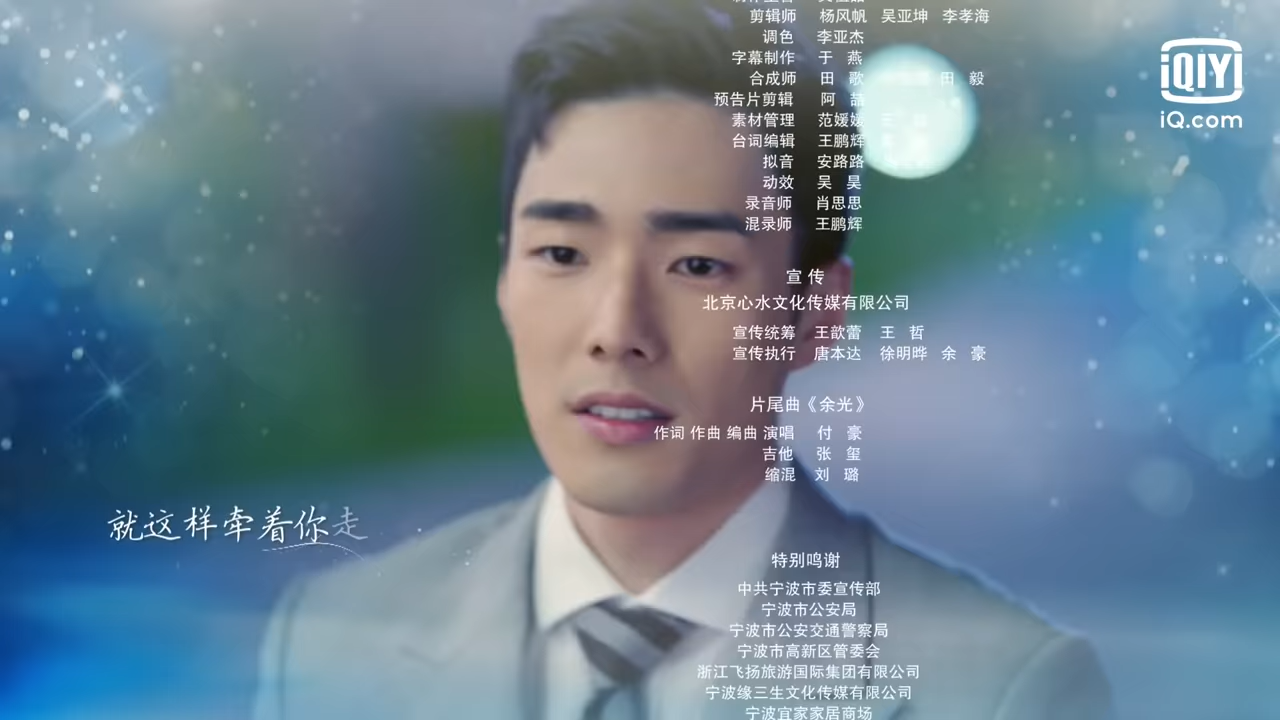 剪辑师 杨风帆 吴亚坤 李孝海
调色 李亚杰
字幕制作 于 燕
合成师 田 歌 田 毅
预告片剪辑 阿 喆
素材管理 范媛媛
台词编辑 王鹏辉
拟音 安路路
动效 吴 昊
录音师 肖思思
混录师 王鹏辉
iQIYI
iQ.com
宣 传
北京心水文化传媒有限公司
宣传统筹 王歆蕾 王 哲
宣传执行 唐本达 徐明晔 余 豪
片尾曲《余光》
作词 作曲 编曲 演唱 付 豪
吉他 张 玺
缩混 刘 璐
就这样牵着你走
特别鸣谢
中共宁波市委宣传部
宁波市公安局
宁波市公安交通警察局
宁波市高新区管委会
浙江飞扬旅游国际集团有限公司
宁波缘三生文化传媒有限公司
宁波宜家家居商场